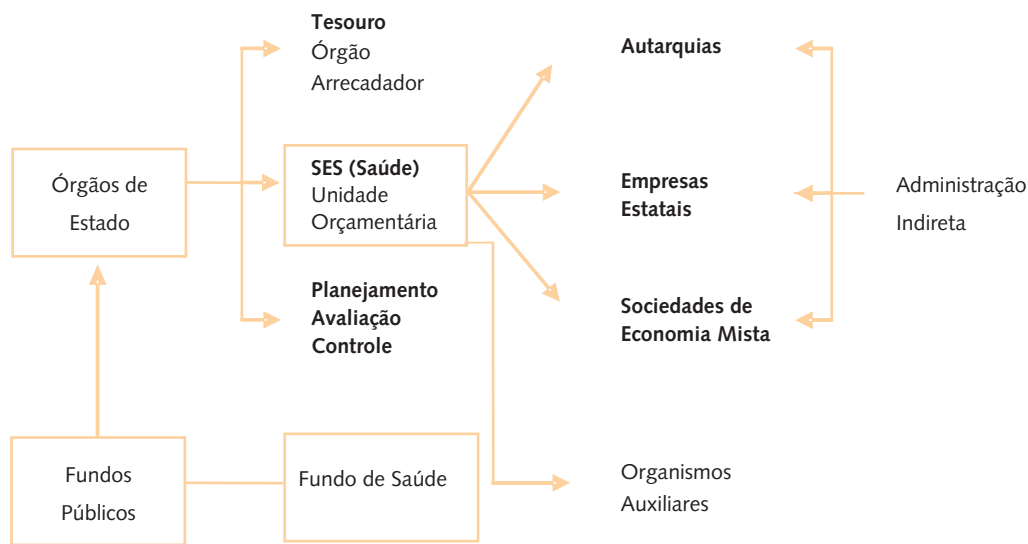 Tesouro
Órgão
Arrecadador
Autarquias
Órgãos de
Estado
SES (Saúde)
Unidade
Orçamentária
Empresas
Estatais
Administração
Indireta
Planejamento
Avaliação
Controle
Sociedades de
Economia Mista
Fundos
Públicos
Fundo de Saúde
Organismos
Auxiliares